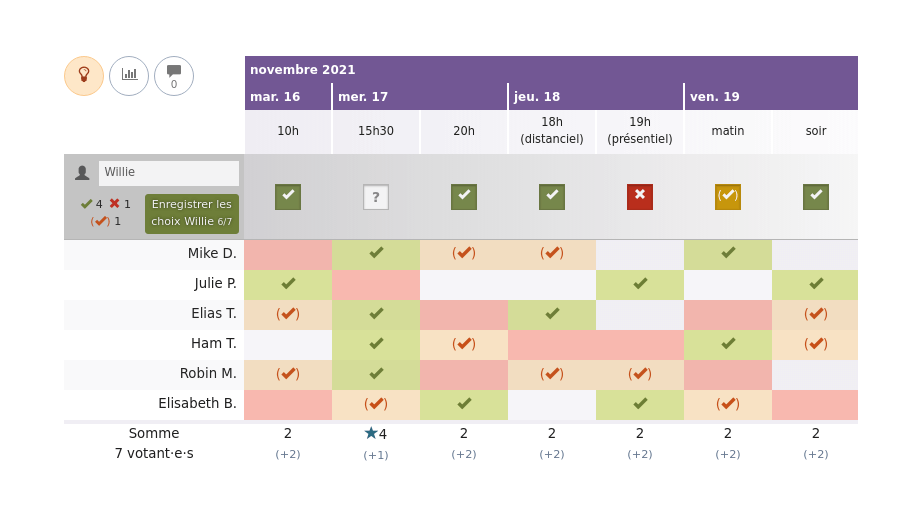 novembre 2021
mar. 16 mer. 17 jeu. 18 ven. 19
0
10h 15h30 20h 18h (distanciel) 19h (présentiel) matin soir
Willie
?
4 1
(✔) 1
Enregistrer les
choix Willie 6/7
Mike D.
Julie P.
Elias T.
Ham T.
Robin M.
Elisabeth B.
Somme 2 ★4 2 2 2 2 2
7 votant·e·s (+2) (+1) (+2) (+2) (+2) (+2) (+2)